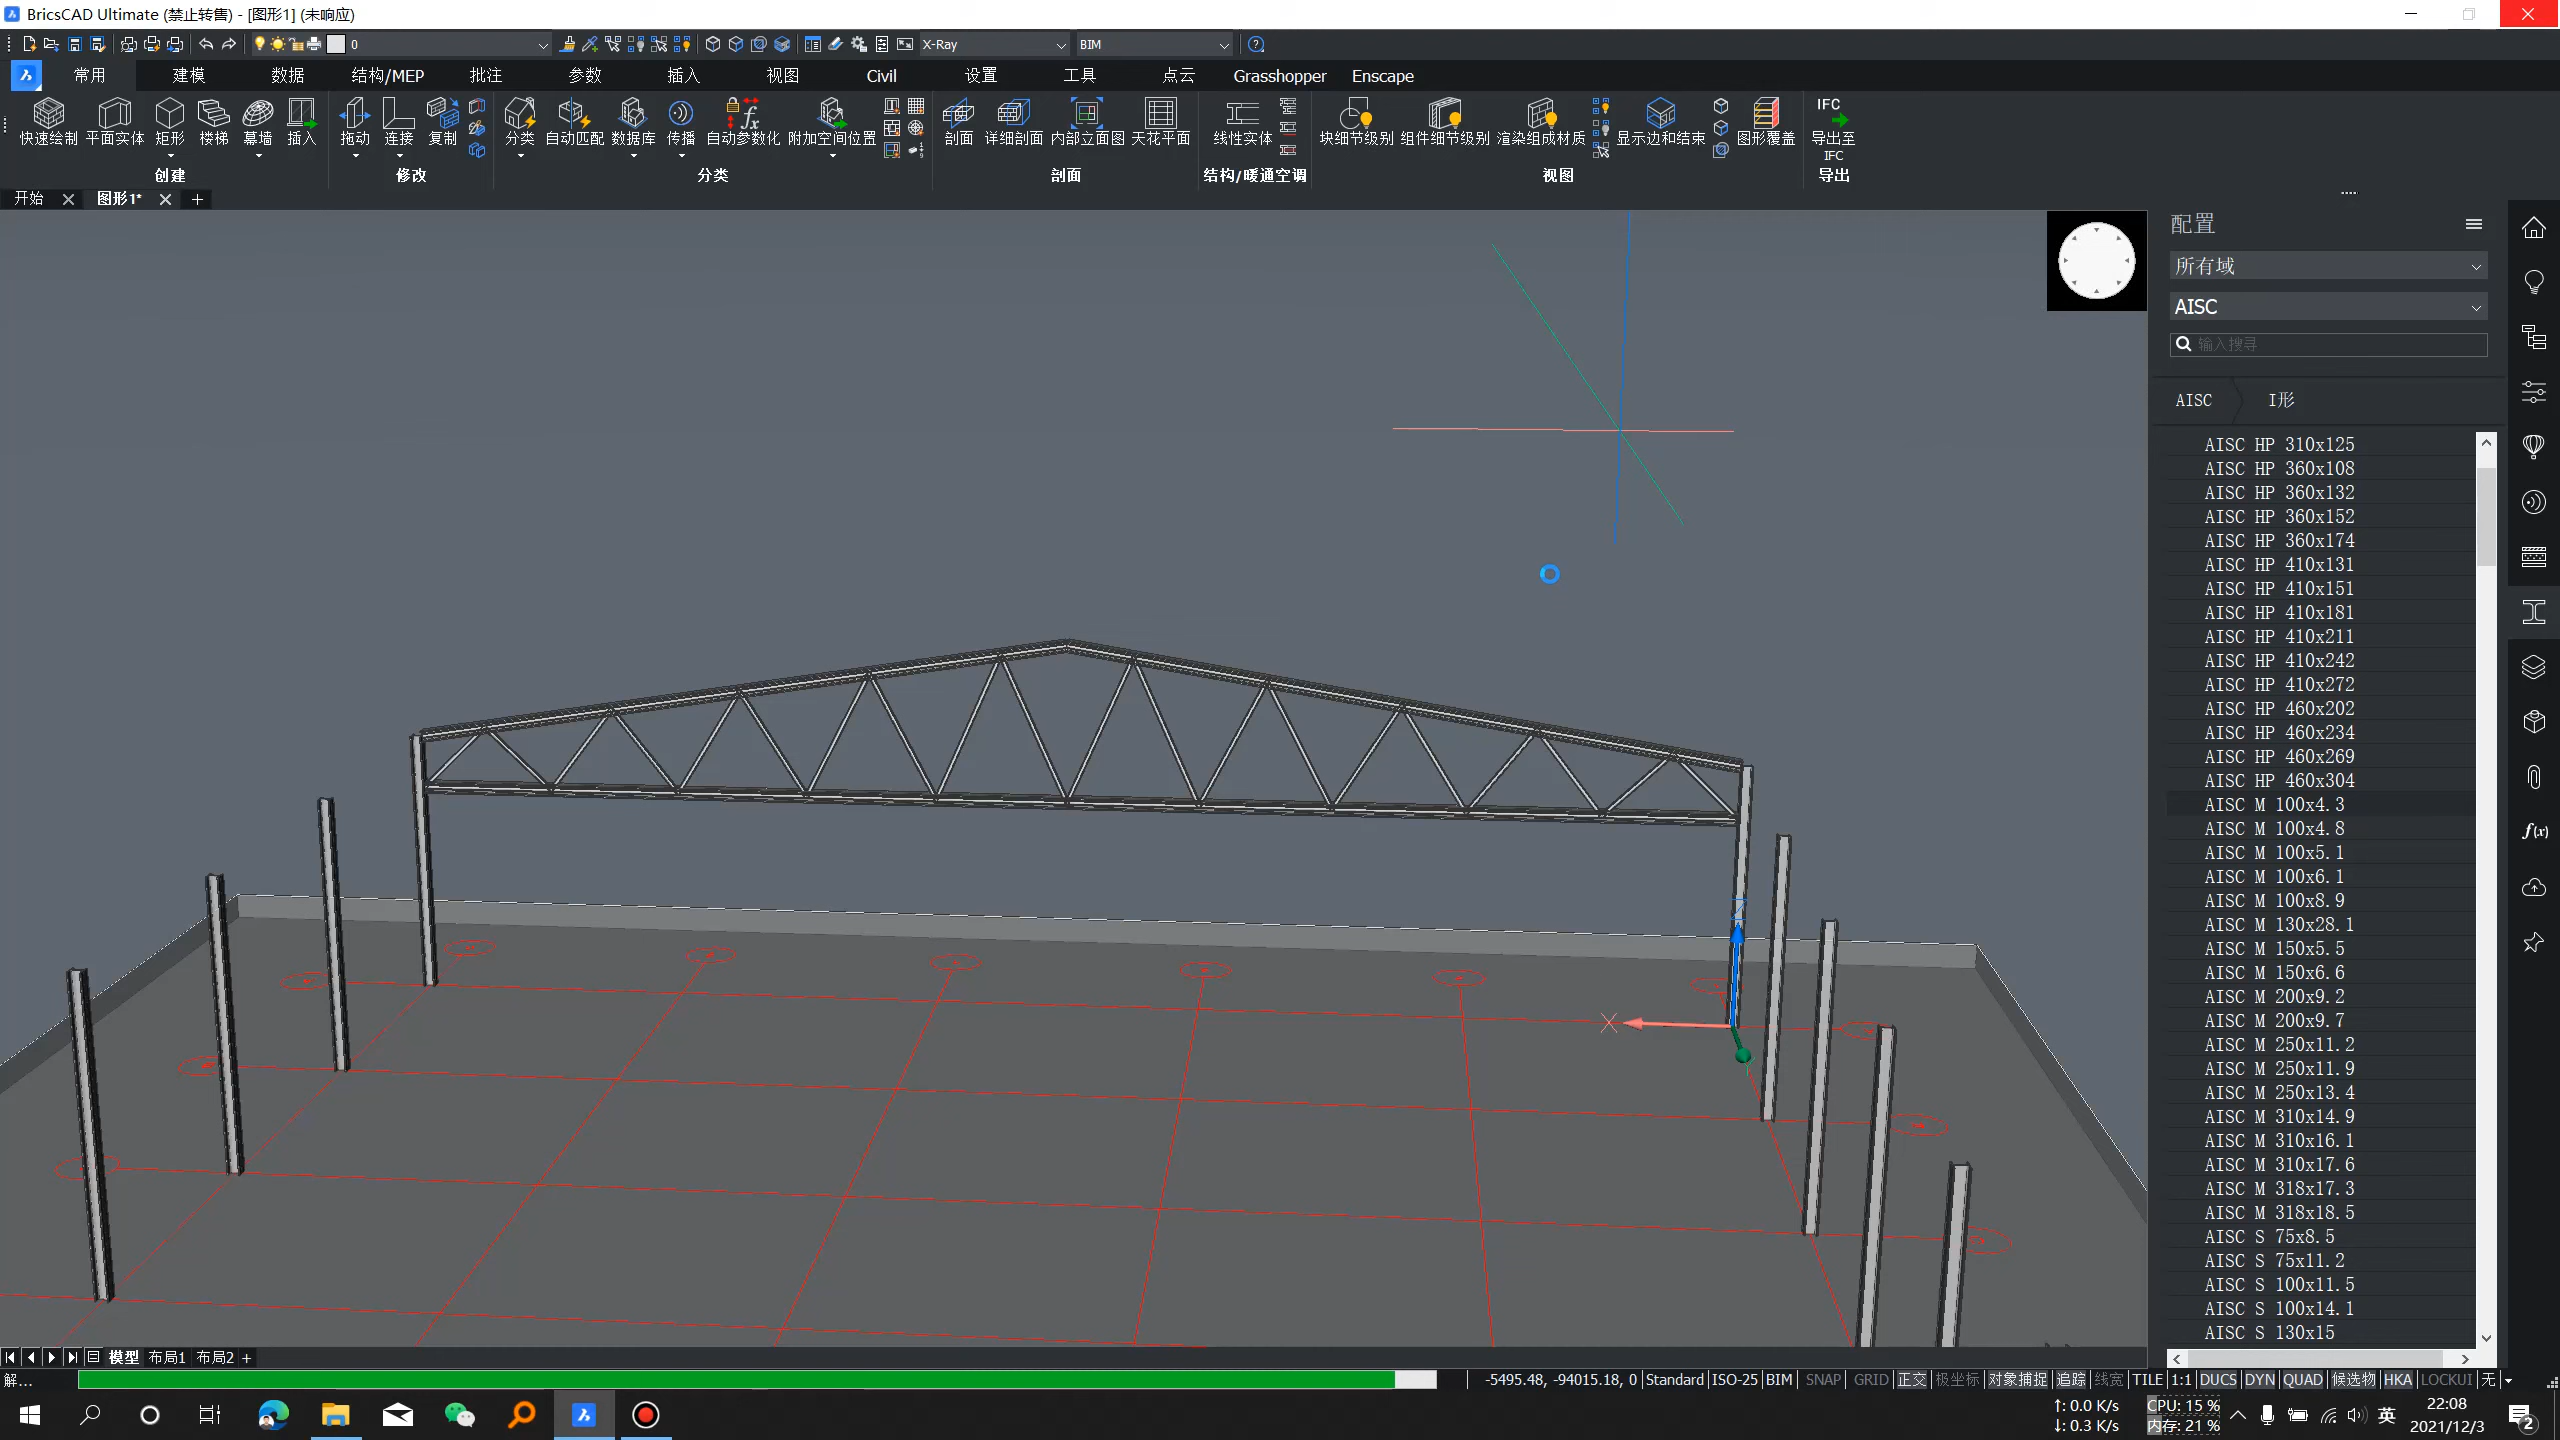 BricsCAD Ultimate (禁止转售) - [图形1] (未响应)
0
X-Ray
BIM
常用 建模 数据 结构/MEP 批注 参数 插入 视图 Civil 设置 工具 点云 Grasshopper Enscape
快速绘制 平面实体 矩形 楼梯 幕墙 插入 拖动 连接 复制 分类 自动匹配 数据库 传播 自动参数化 附加空间位置 剖面 详细剖面 内部立面图 天花平面 线性实体 块细节级别 组件细节级别 渲染组成材质 显示边和结束 图形覆盖 IFC 导出至 IFC
创建 修改 分类 剖面 结构/暖通空调 视图 导出
开始 图形1* +
配置
所有域
AISC
输入搜寻
AISC I形
AISC HP 310x125
AISC HP 360x108
AISC HP 360x132
AISC HP 360x152
AISC HP 360x174
AISC HP 410x131
AISC HP 410x151
AISC HP 410x181
AISC HP 410x211
AISC HP 410x242
AISC HP 410x272
AISC HP 460x202
AISC HP 460x234
AISC HP 460x269
AISC HP 460x304
AISC M 100x4.3
AISC M 100x4.8
AISC M 100x5.1
AISC M 100x6.1
AISC M 100x8.9
AISC M 130x28.1
AISC M 150x5.5
AISC M 150x6.6
AISC M 200x9.2
AISC M 200x9.7
AISC M 250x11.2
AISC M 250x11.9
AISC M 250x13.4
AISC M 310x14.9
AISC M 310x16.1
AISC M 310x17.6
AISC M 318x17.3
AISC M 318x18.5
AISC S 75x8.5
AISC S 75x11.2
AISC S 100x11.5
AISC S 100x14.1
AISC S 130x15
f(x)
X
模型 布局1 布局2 +
解... -5495.48, -94015.18, 0 Standard ISO-25 BIM SNAP GRID 正交 极坐标 对象捕捉 追踪 线宽 TILE 1:1 DUCS DYN QUAD 候选物 HKA LOCKUI 无
↑: 0.0 K/s
↓: 0.3 K/s
CPU: 15 %
内存: 21 %
英
22:08
2021/12/3
2